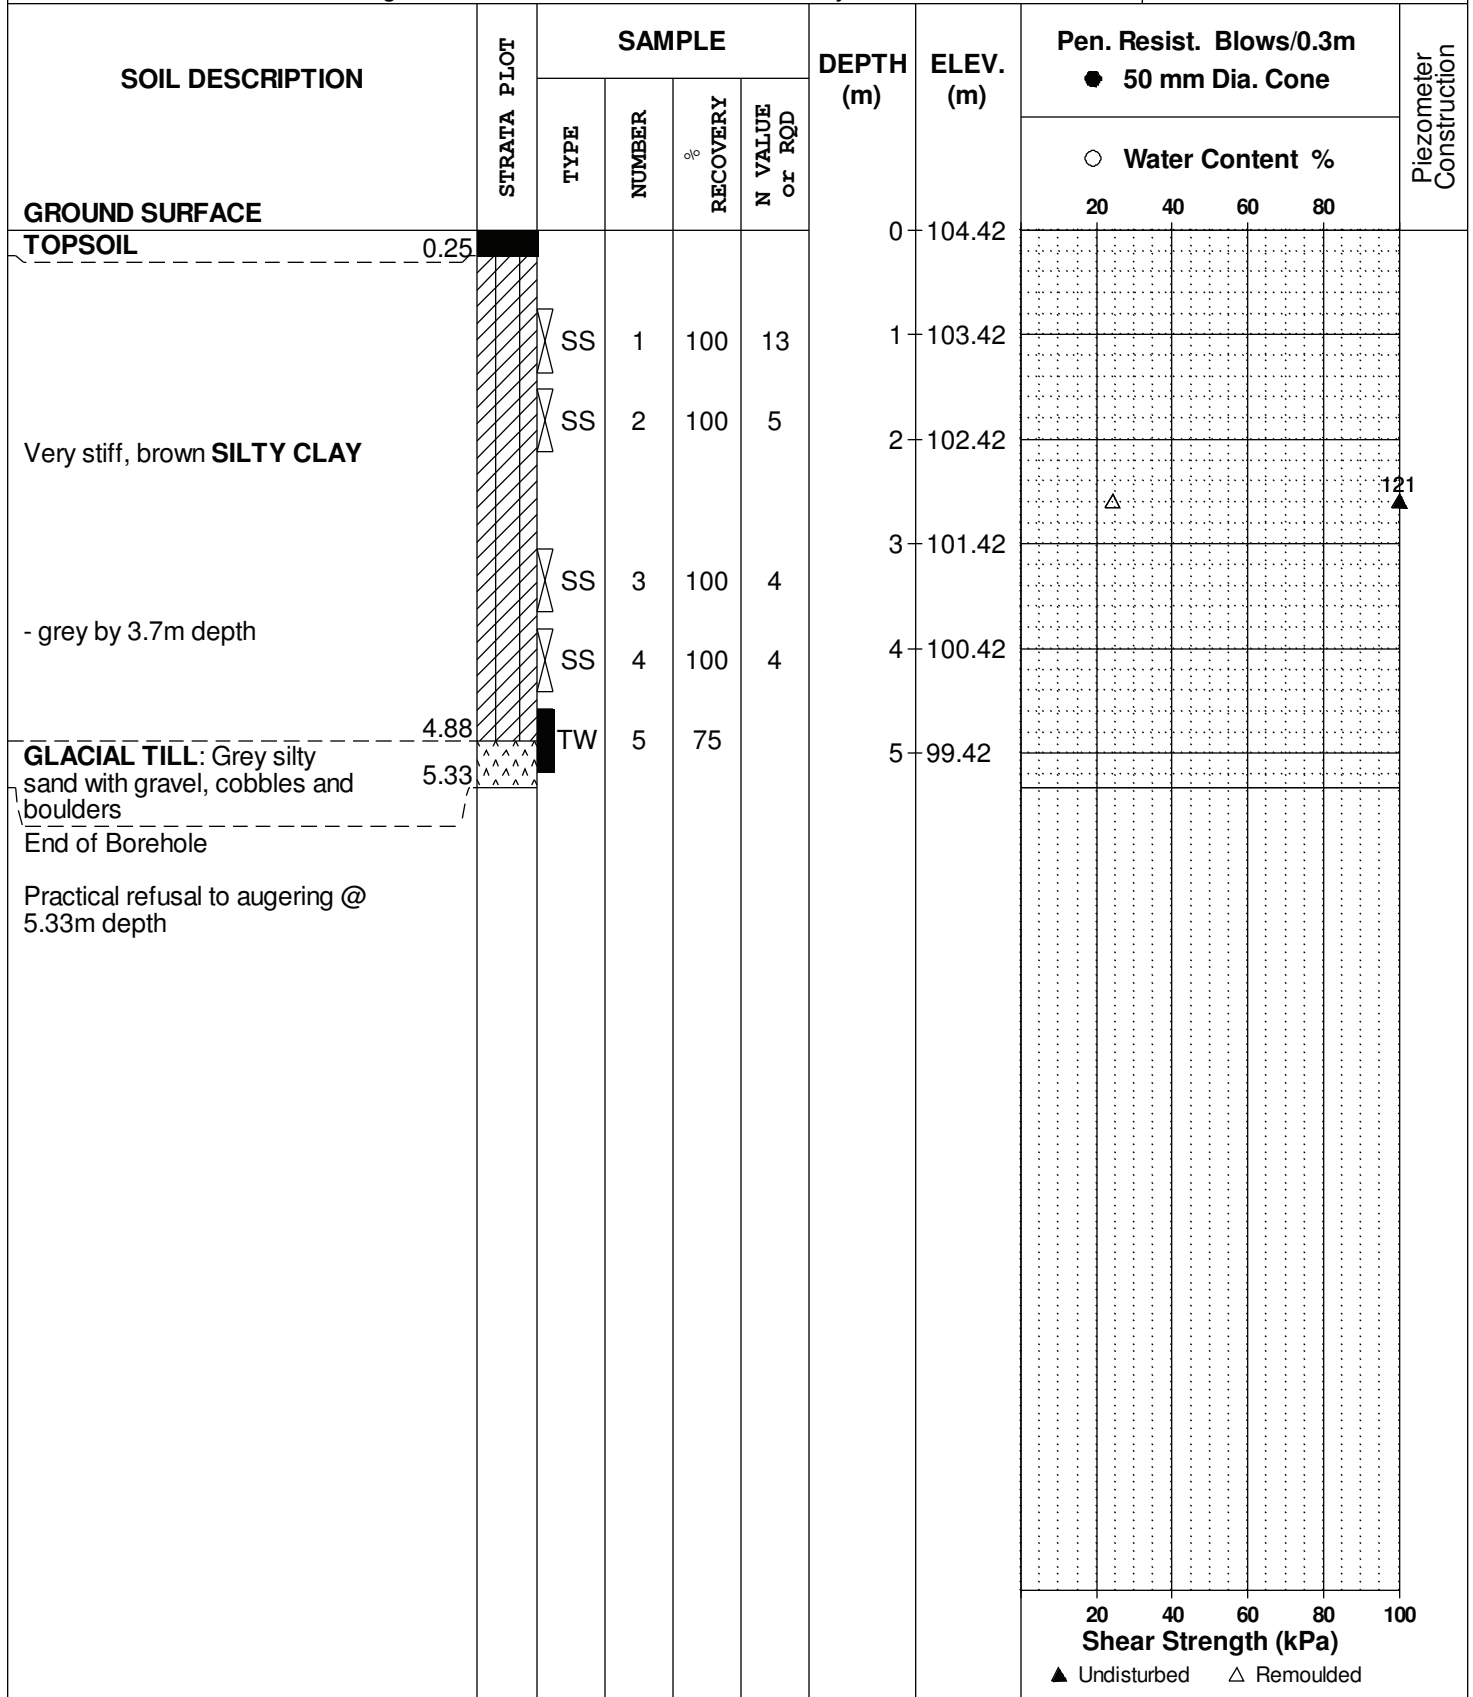 SOIL DESCRIPTION
GROUND SURFACE
STRATA PLOT
SAMPLE
TYPE
NUMBER
%
RECOVERY
N VALUE
or RQD
DEPTH
(m)
ELEV.
(m)
Pen. Resist. Blows/0.3m
● 50 mm Dia. Cone
○ Water Content %
20 40 60 80
Piezometer
Construction
TOPSOIL 0.25
0 104.42
SS 1 100 13
1 103.42
SS 2 100 5
2 102.42
Very stiff, brown SILTY CLAY
121
3 101.42
SS 3 100 4
- grey by 3.7m depth
SS 4 100 4
4 100.42
4.88
TW 5 75
5 99.42
GLACIAL TILL: Grey silty
sand with gravel, cobbles and
boulders
5.33
End of Borehole
Practical refusal to augering @
5.33m depth
20 40 60 80 100
Shear Strength (kPa)
▲ Undisturbed △ Remoulded